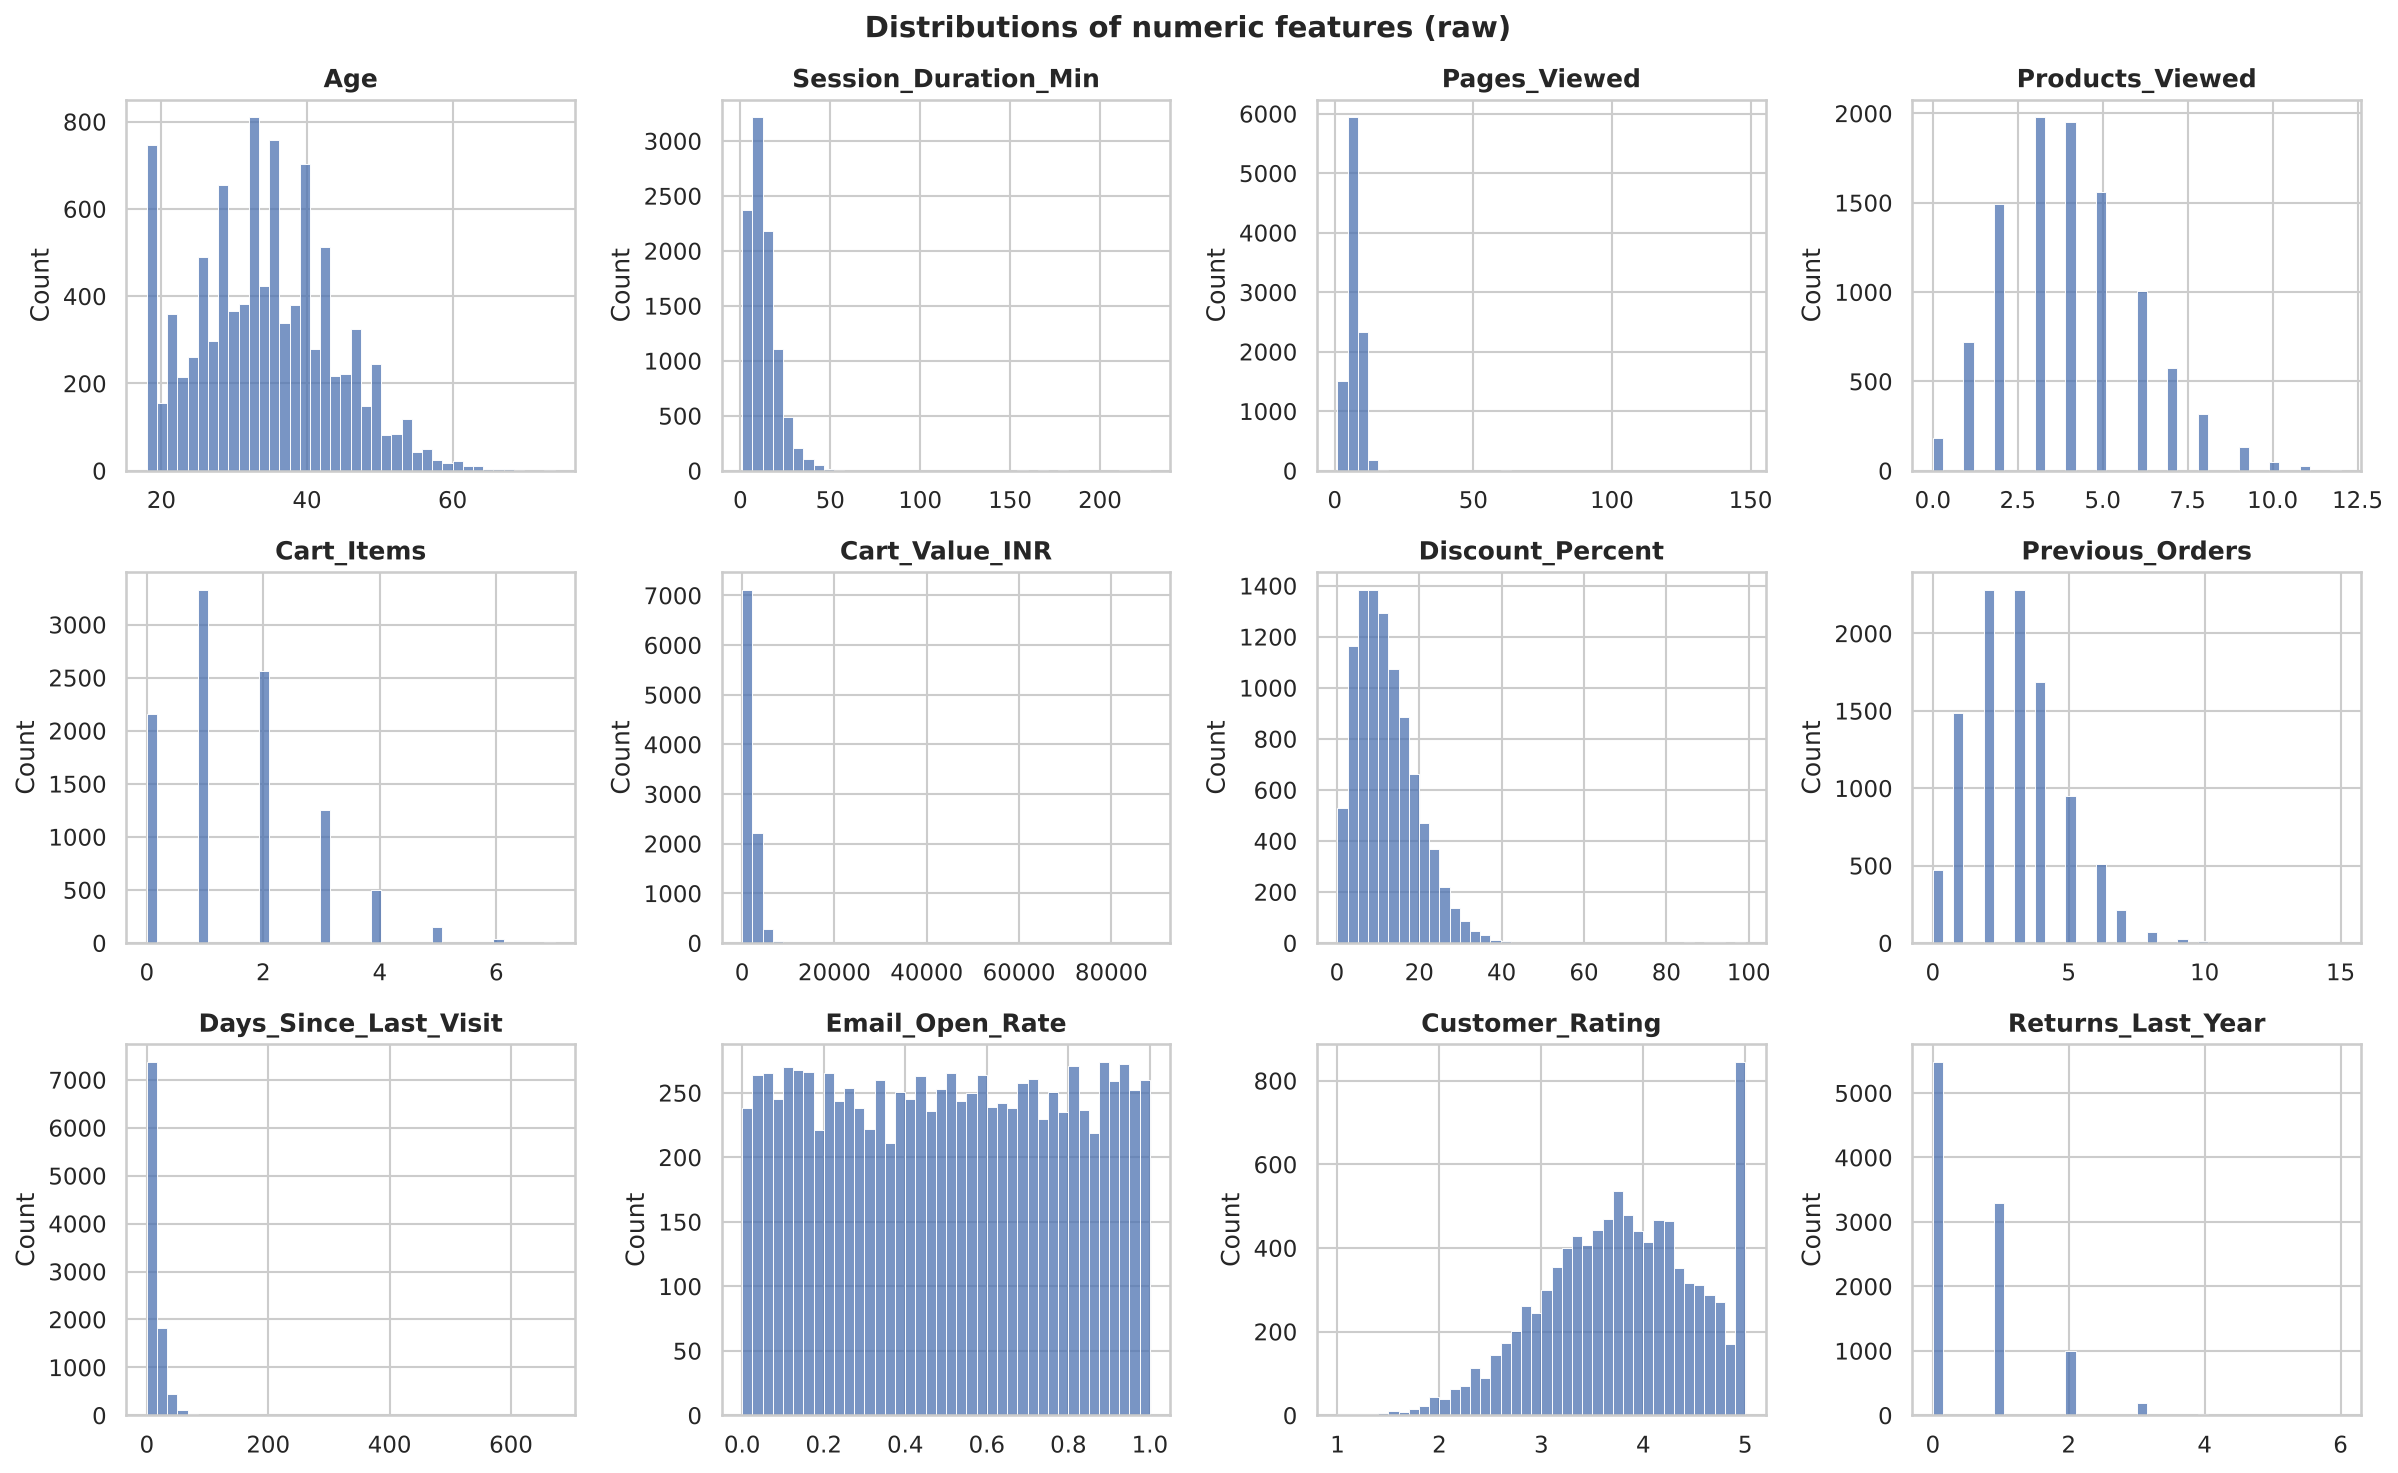 Distributions of numeric features (raw)
Age
Session_Duration_Min
Pages_Viewed
Products_Viewed
Count
800
600
400
200
0
20 40 60
Count
3000
2500
2000
1500
1000
500
0
0 50 100 150 200
Count
6000
5000
4000
3000
2000
1000
0
0 50 100 150
Count
2000
1500
1000
500
0
0.0 2.5 5.0 7.5 10.0 12.5
Cart_Items
Cart_Value_INR
Discount_Percent
Previous_Orders
Count
3000
2500
2000
1500
1000
500
0
0 2 4 6
Count
7000
6000
5000
4000
3000
2000
1000
0
0 20000 40000 60000 80000
Count
1400
1200
1000
800
600
400
200
0
0 20 40 60 80 100
Count
2000
1500
1000
500
0
0 5 10 15
Days_Since_Last_Visit
Email_Open_Rate
Customer_Rating
Returns_Last_Year
Count
7000
6000
5000
4000
3000
2000
1000
0
0 200 400 600
Count
250
200
150
100
50
0
0.0 0.2 0.4 0.6 0.8 1.0
Count
800
600
400
200
0
1 2 3 4 5
Count
5000
4000
3000
2000
1000
0
0 2 4 6